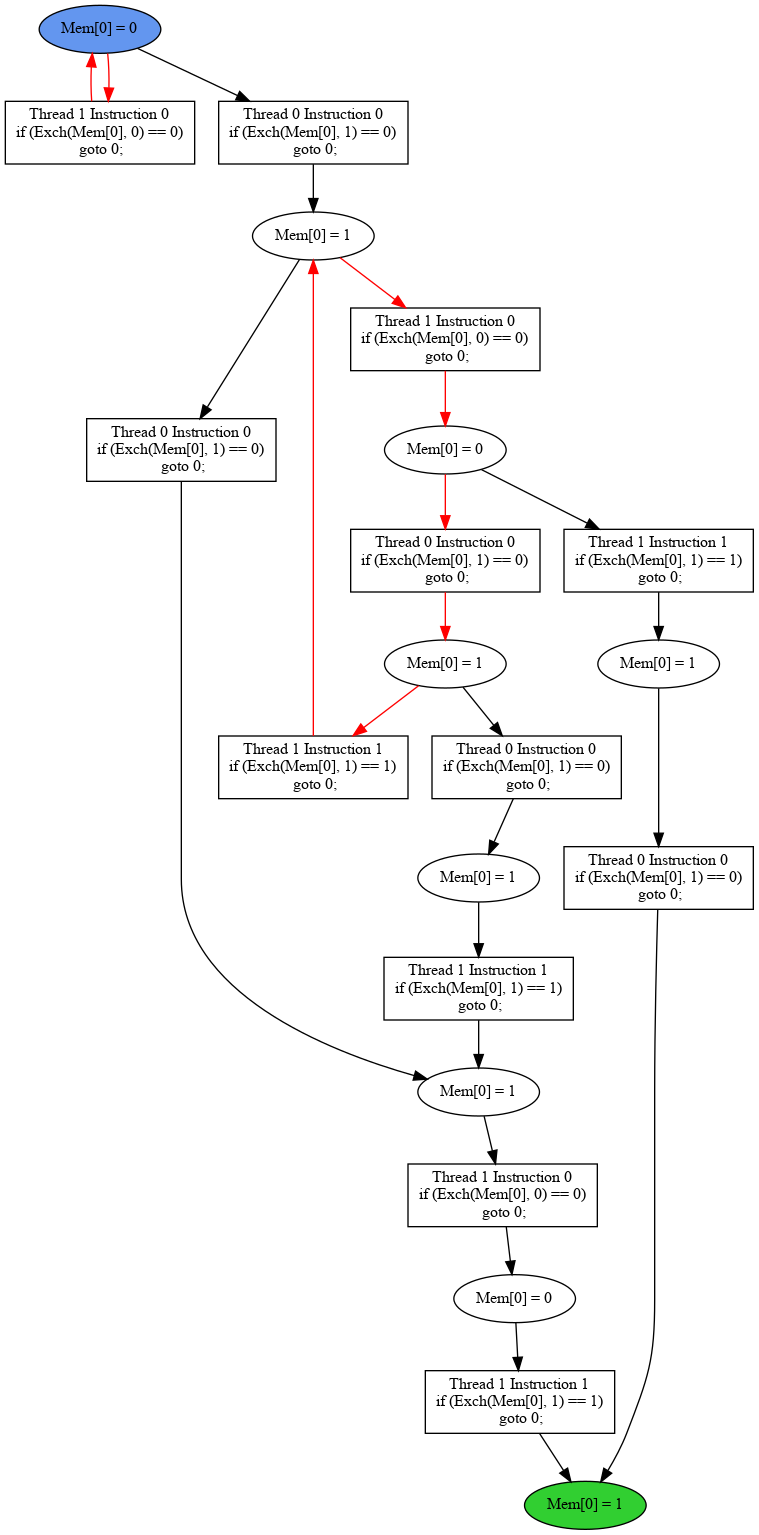 Mem[0] = 0
Thread 1 Instruction 0
if (Exch(Mem[0], 0) == 0)
goto 0;
Thread 0 Instruction 0
if (Exch(Mem[0], 1) == 0)
goto 0;
Mem[0] = 1
Thread 1 Instruction 0
if (Exch(Mem[0], 0) == 0)
goto 0;
Thread 0 Instruction 0
if (Exch(Mem[0], 1) == 0)
goto 0;
Mem[0] = 0
Thread 0 Instruction 0
if (Exch(Mem[0], 1) == 0)
goto 0;
Thread 1 Instruction 1
if (Exch(Mem[0], 1) == 1)
goto 0;
Mem[0] = 1
Mem[0] = 1
Thread 1 Instruction 1
if (Exch(Mem[0], 1) == 1)
goto 0;
Thread 0 Instruction 0
if (Exch(Mem[0], 1) == 0)
goto 0;
Mem[0] = 1
Thread 0 Instruction 0
if (Exch(Mem[0], 1) == 0)
goto 0;
Thread 1 Instruction 1
if (Exch(Mem[0], 1) == 1)
goto 0;
Mem[0] = 1
Thread 1 Instruction 0
if (Exch(Mem[0], 0) == 0)
goto 0;
Mem[0] = 0
Thread 1 Instruction 1
if (Exch(Mem[0], 1) == 1)
goto 0;
Mem[0] = 1